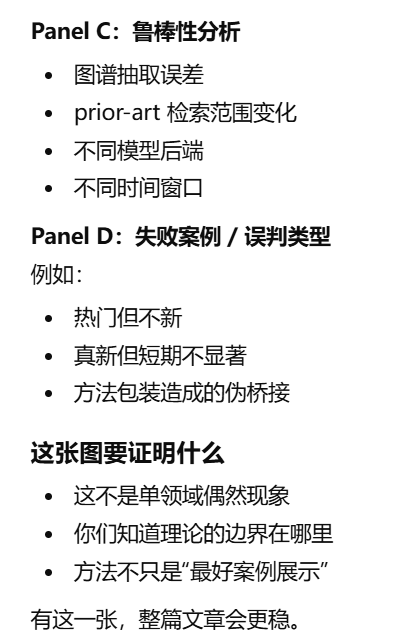 Panel C：鲁棒性分析
• 图谱抽取误差
• prior-art 检索范围变化
• 不同模型后端
• 不同时间窗口
Panel D：失败案例 / 误判类型
例如：
• 热门但不新
• 真新但短期不显著
• 方法包装造成的伪桥接
这张图要证明什么
• 这不是单领域偶然现象
• 你们知道理论的边界在哪里
• 方法不只是“最好案例展示”
有这一张，整篇文章会更稳。